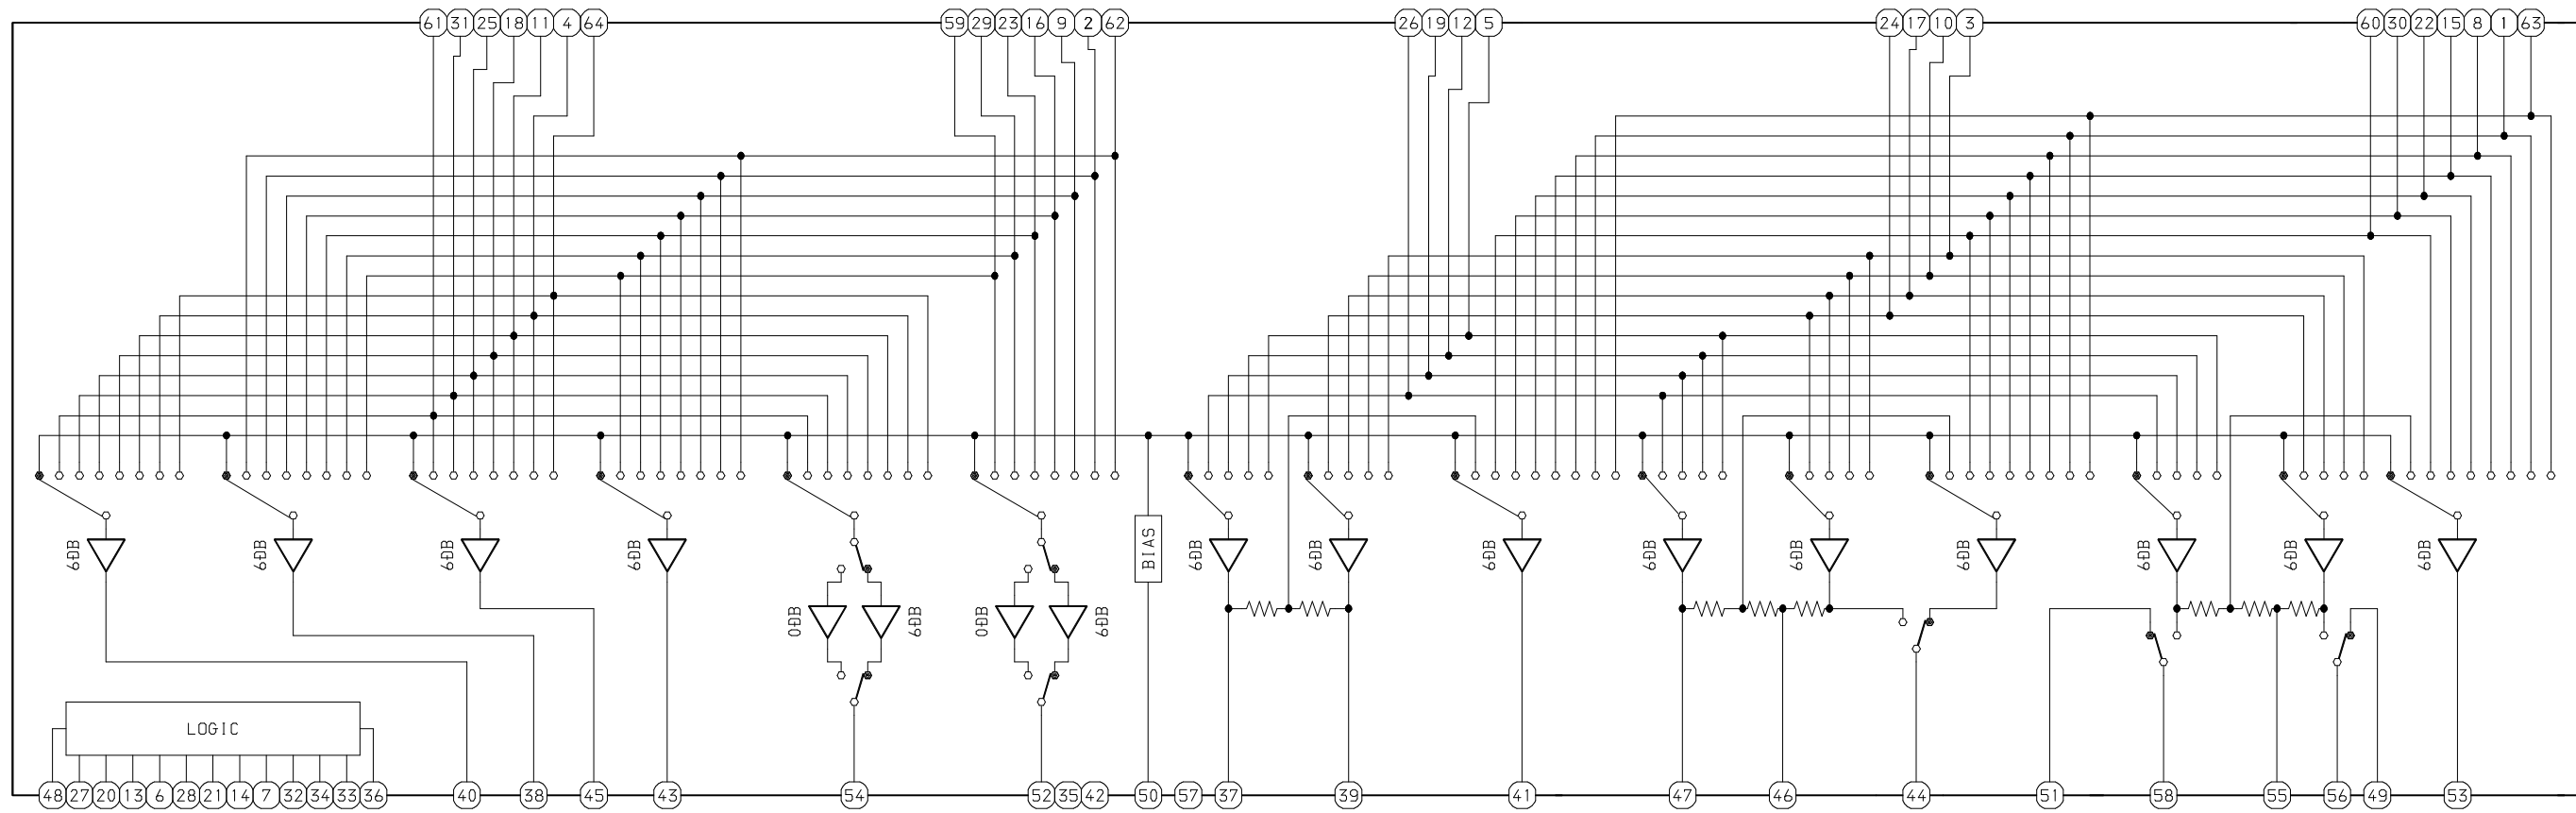 61 31 25 18 11 4 64 59 29 23 16 9 2 62 26 19 12 5 24 17 10 3 60 30 22 15 8 1 63
6DB 6DB 6DB 6DB BIAS 6DB 6DB 6DB 6DB 6DB 6DB 6DB 6DB 6DB
0DB 6DB 0DB 6DB
LOGIC
48 27 20 13 6 28 21 14 7 32 34 33 36 40 38 45 43 54 52 35 42 50 57 37 39 41 47 46 44 51 58 55 56 49 53